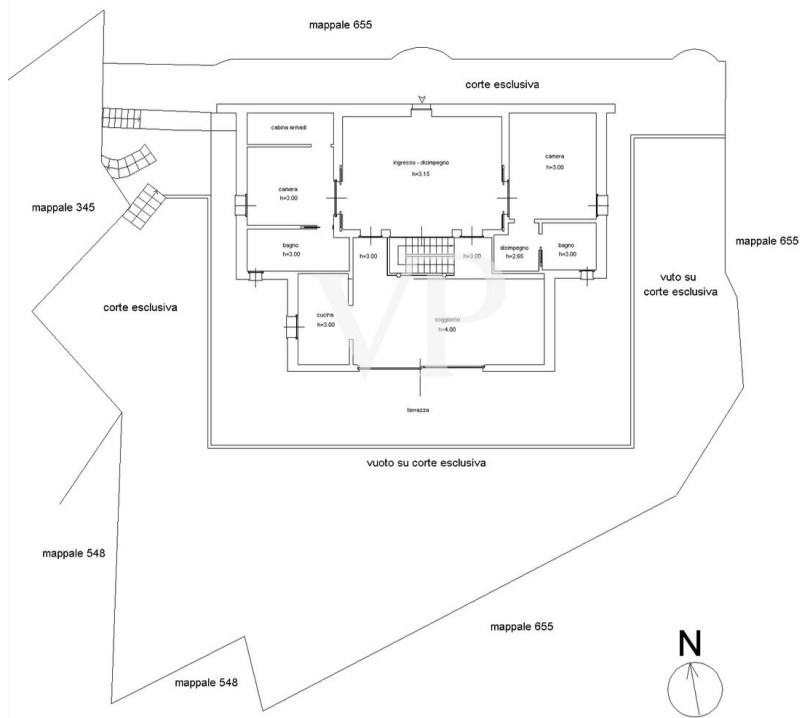 mappale 655
corte esclusiva
cabina armadi
ingresso - disimpegno
h=3.15
camera
h=3.00
camera
h=3.00
mappale 345
mappale 655
bagno
h=3.00
h=3.00
h=3.00
disimpegno
h=2.65
bagno
h=3.00
vuto su
corte esclusiva
corte esclusiva
cucina
h=3.00
soggiorno
h=4.00
VP
terrazza
vuoto su corte esclusiva
mappale 548
mappale 655
N
mappale 548